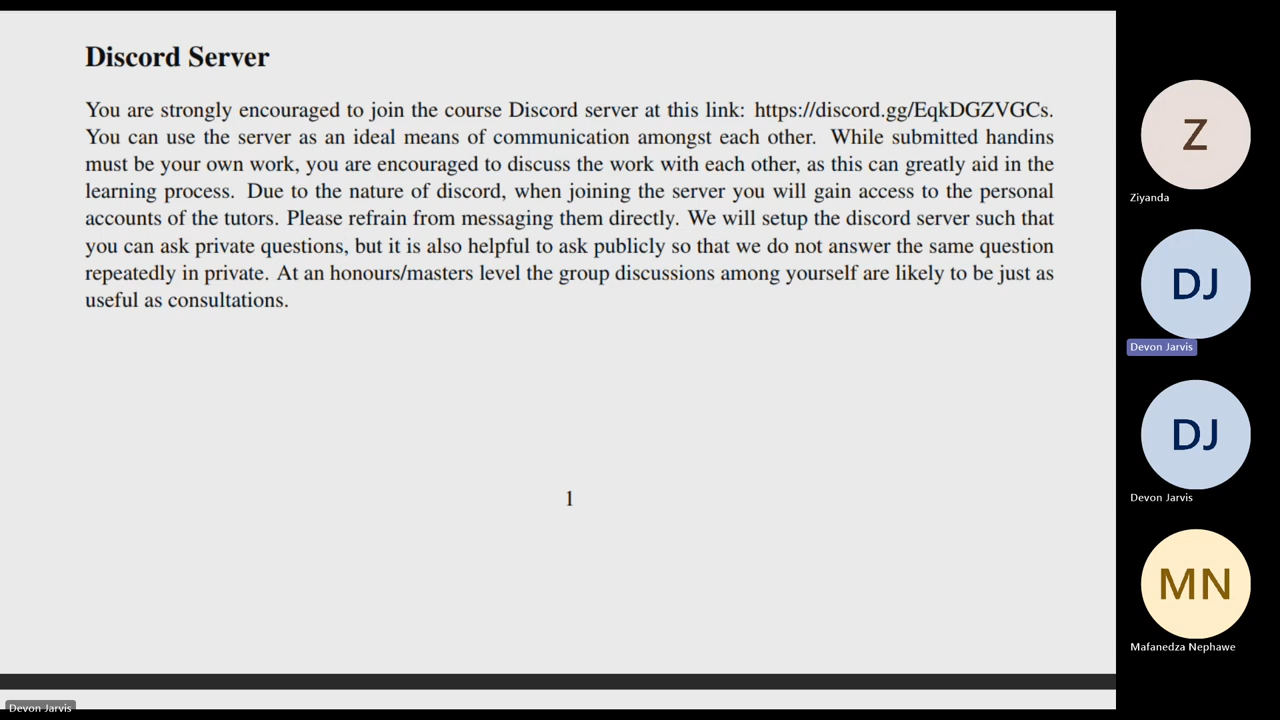 Discord Server
You are strongly encouraged to join the course Discord server at this link: https://discord.gg/EqkDGZVGCs.
You can use the server as an ideal means of communication amongst each other. While submitted handins
must be your own work, you are encouraged to discuss the work with each other, as this can greatly aid in the
learning process. Due to the nature of discord, when joining the server you will gain access to the personal
accounts of the tutors. Please refrain from messaging them directly. We will setup the discord server such that
you can ask private questions, but it is also helpful to ask publicly so that we do not answer the same question
repeatedly in private. At an honours/masters level the group discussions among yourself are likely to be just as
useful as consultations.
1
Z
Ziyanda
DJ
Devon Jarvis
DJ
Devon Jarvis
MN
Mafanedza Nephawe
Devon Jarvis